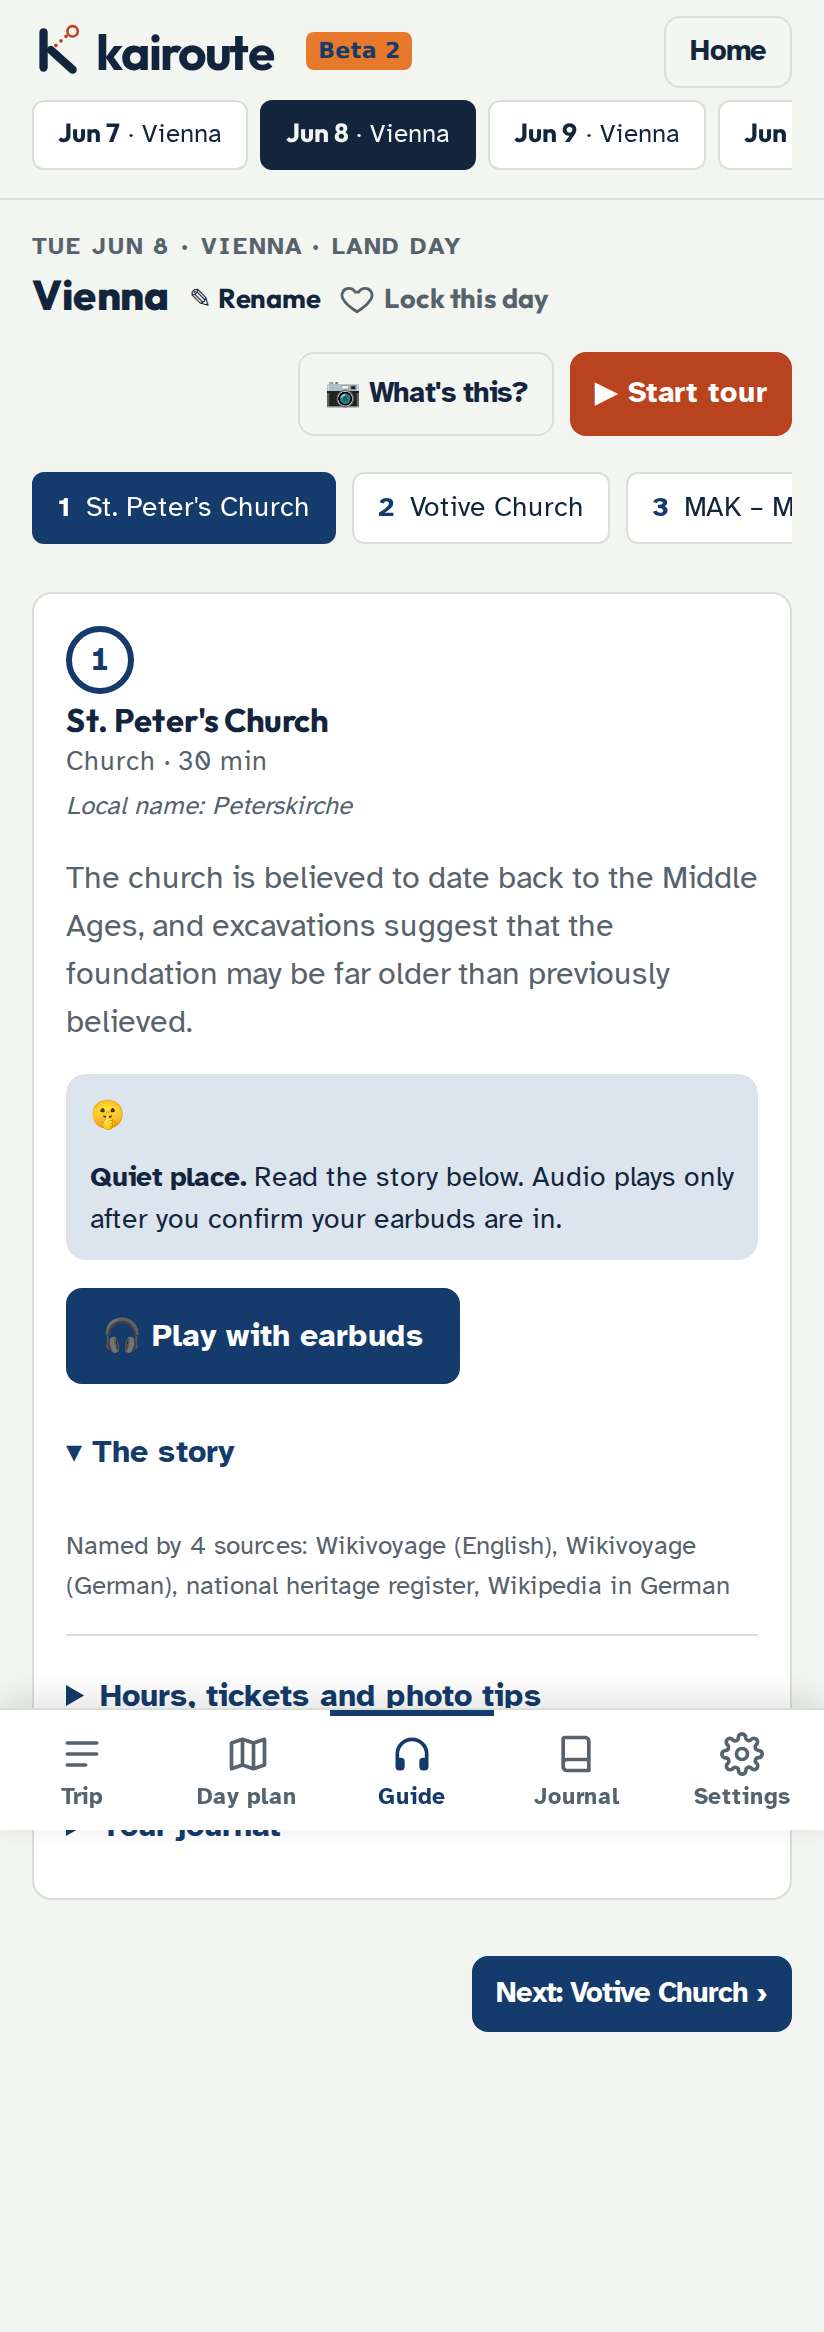 kairoute
Beta 2
Home
Jun 7 · Vienna
Jun 8 · Vienna
Jun 9 · Vienna
Jun
TUE JUN 8 · VIENNA · LAND DAY
Vienna
✎ Rename
Lock this day
What's this?
▶ Start tour
1 St. Peter's Church
2 Votive Church
3 MAK – M
1
St. Peter's Church
Church · 30 min
Local name: Peterskirche
The church is believed to date back to the Middle
Ages, and excavations suggest that the
foundation may be far older than previously
believed.
Quiet place. Read the story below. Audio plays only
after you confirm your earbuds are in.
Play with earbuds
▾ The story
Named by 4 sources: Wikivoyage (English), Wikivoyage
(German), national heritage register, Wikipedia in German
▸ Hours, tickets and photo tips
Trip
Day plan
Guide
Journal
Settings
Your journal
Next: Votive Church ›